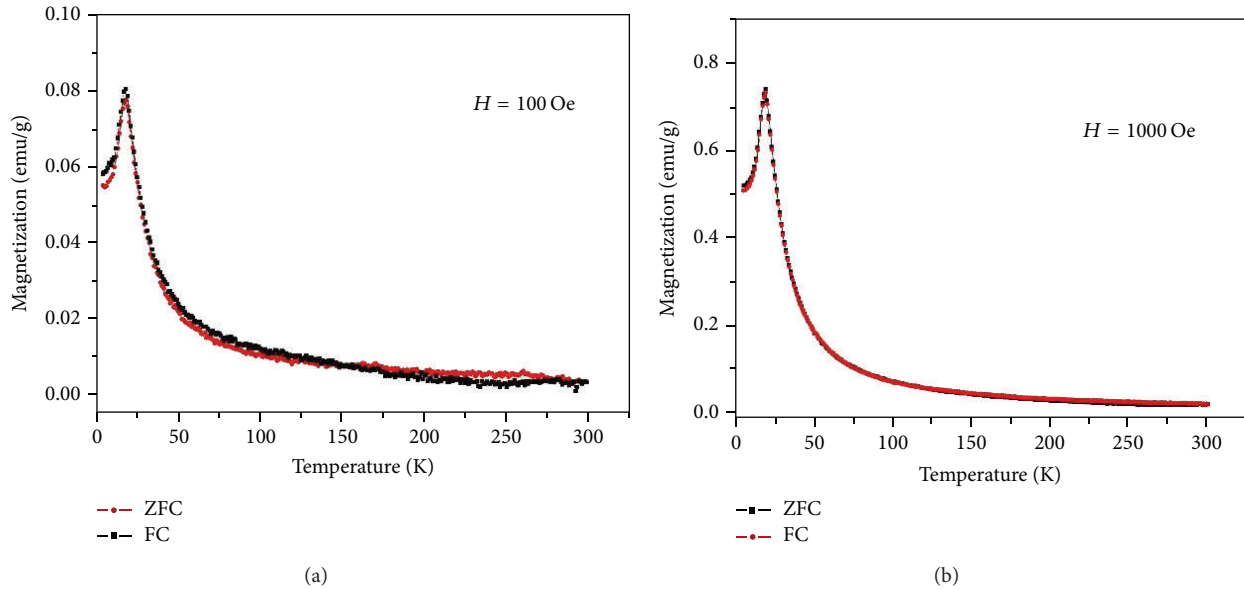 0.10
0.08
0.06
0.04
0.02
0.00
Magnetization (emu/g)
H = 100 Oe
0 50 100 150 200 250 300
Temperature (K)
ZFC
FC
(a)
0.8
0.6
0.4
0.2
0.0
Magnetization (emu/g)
H = 1000 Oe
0 50 100 150 200 250 300
Temperature (K)
ZFC
FC
(b)